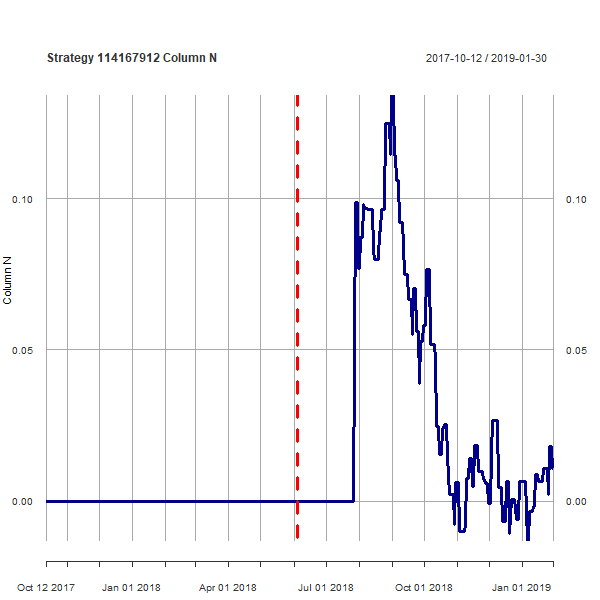 Strategy 114167912 Column N
2017-10-12 / 2019-01-30
Column N
0.10
0.05
0.00
0.10
0.05
0.00
Oct 12 2017
Jan 01 2018
Apr 01 2018
Jul 01 2018
Oct 01 2018
Jan 01 2019